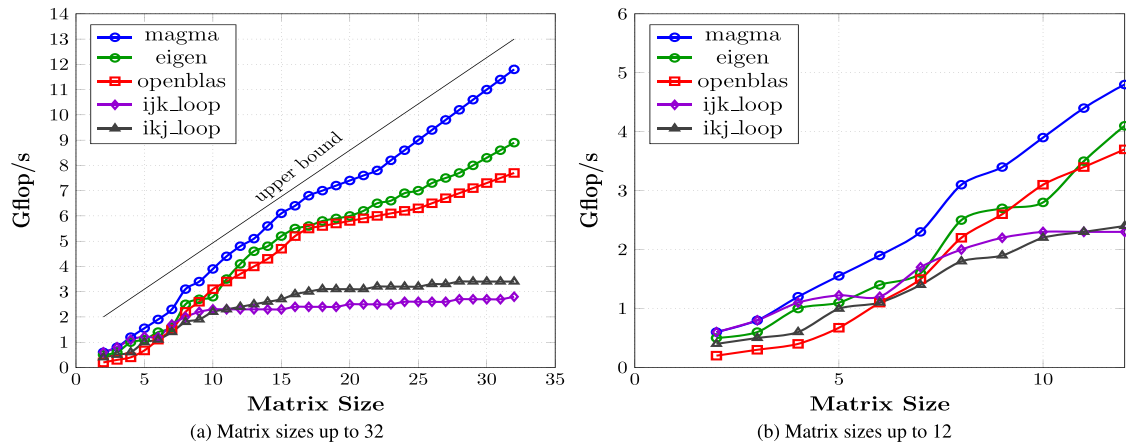 14
13
12
11
10
9
8
7
6
5
4
3
2
1
0
Gflop/s
magma
eigen
openblas
ijk_loop
ikj_loop
upper bound
0 5 10 15 20 25 30 35
Matrix Size
(a) Matrix sizes up to 32
6
5
4
3
2
1
0
Gflop/s
magma
eigen
openblas
ijk_loop
ikj_loop
0 5 10
Matrix Size
(b) Matrix sizes up to 12